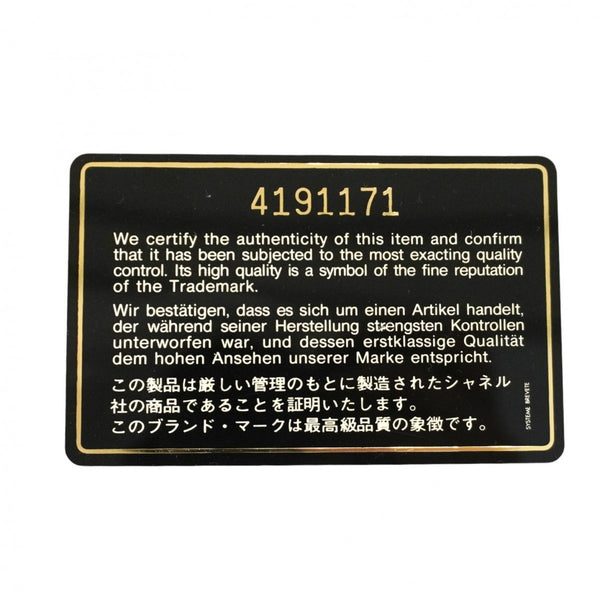 4191171
We certify the authenticity of this item and confirm
that it has been subjected to the most exacting quality
control. Its high quality is a symbol of the fine reputation
of the Trademark.
Wir bestätigen, dass es sich um einen Artikel handelt,
der während seiner Herstellung strengsten Kontrollen
unterworfen war, und dessen erstklassige Qualität
dem hohen Ansehen unserer Marke entspricht.
この製品は厳しい管理のもとに製造されたシャネル
社の商品であることを証明いたします。
このブランド・マークは最高級品質の象徴です。
SYSTEME BREVETE